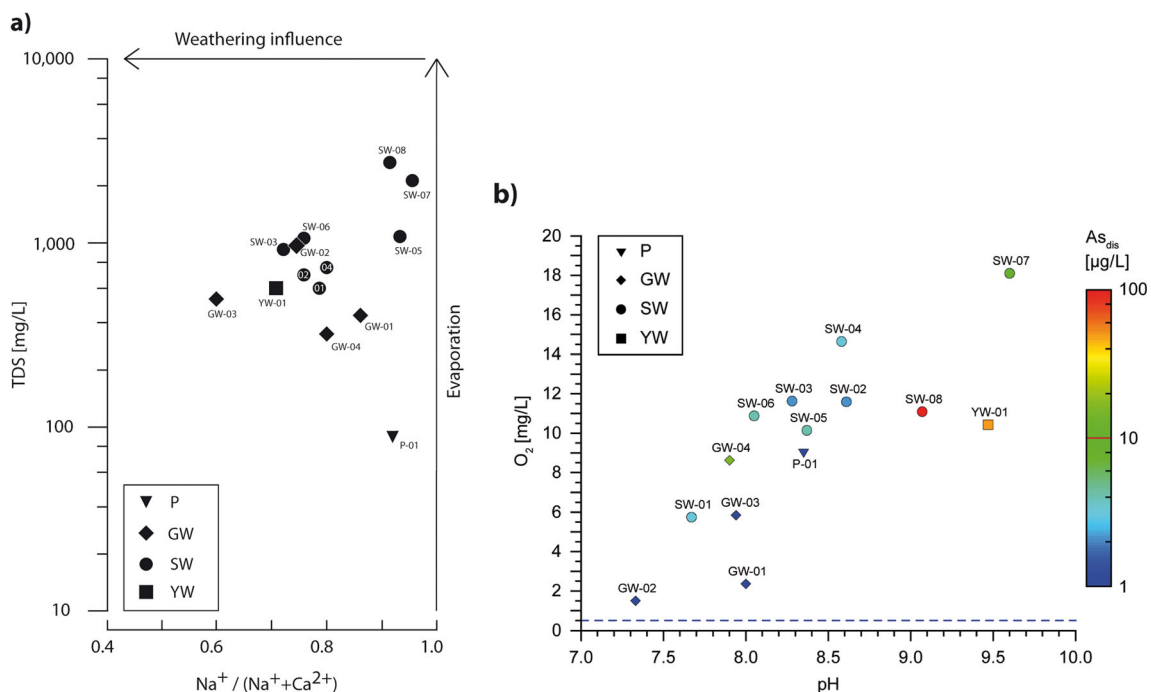 a)
Weathering influence
10,000
1,000
100
10
TDS [mg/L]
Evaporation
SW-08
SW-07
SW-06
SW-03
SW-05
GW-02
04
02
01
YW-01
GW-03
GW-01
GW-04
P-01
P
GW
SW
YW
0.4
0.6
0.8
1.0
Na⁺ / (Na⁺+Ca²⁺)
b)
20
18
16
14
12
10
8
6
4
2
0
O₂ [mg/L]
P
GW
SW
YW
SW-07
SW-04
SW-03
SW-02
SW-06
SW-05
SW-08
YW-01
GW-04
P-01
SW-01
GW-03
GW-01
GW-02
7.0
7.5
8.0
8.5
9.0
9.5
10.0
pH
As_dis
[µg/L]
100
10
1